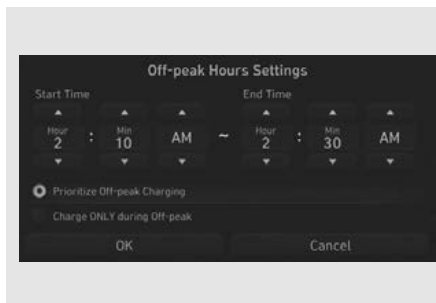 Off-peak Hours Settings
Start Time End Time
Hour Min Hour Min
2 : 10 AM ~ 2 : 30 AM
Prioritize Off-peak Charging
Charge ONLY during Off-peak
OK Cancel